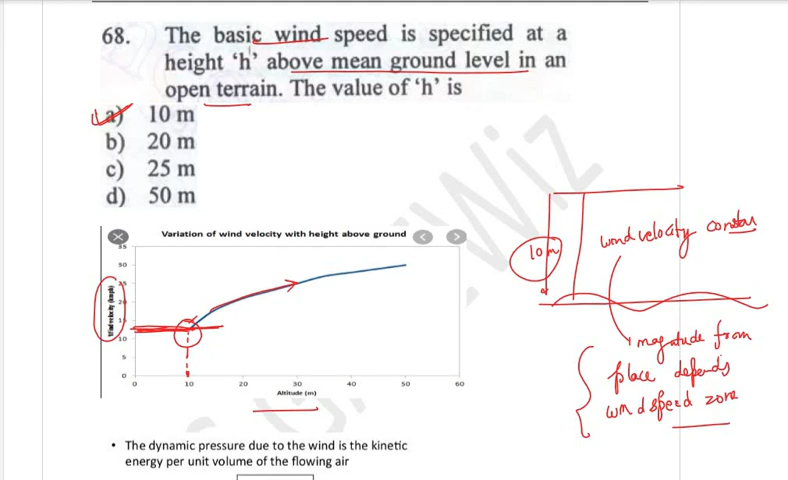 68. The basic wind speed is specified at a
height 'h' above mean ground level in an
open terrain. The value of 'h' is
a) 10 m
b) 20 m
c) 25 m
d) 50 m
Variation of wind velocity with height above ground
35
30
25
20
15
10
5
0
0 10 20 30 40 50 60
Altitude (m)
• The dynamic pressure due to the wind is the kinetic
energy per unit volume of the flowing air
10 m
wind velocity
magnitude from
place depends
wind speed zone